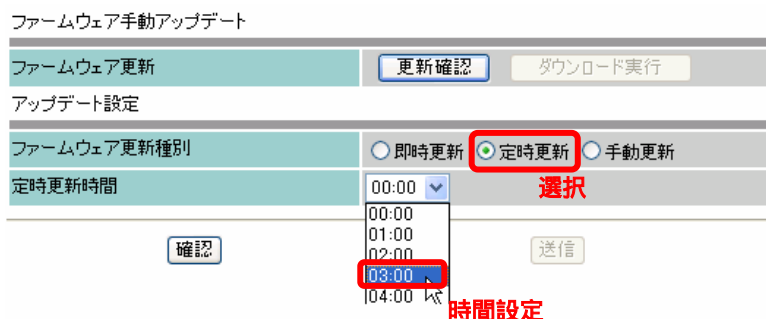 ファームウェア手動アップデート
ファームウェア更新 更新確認 ダウンロード実行
アップデート設定
ファームウェア更新種別 即時更新 定時更新 手動更新
定時更新時間 00:00 選択
00:00
01:00
確認 02:00 送信
03:00
04:00
時間設定